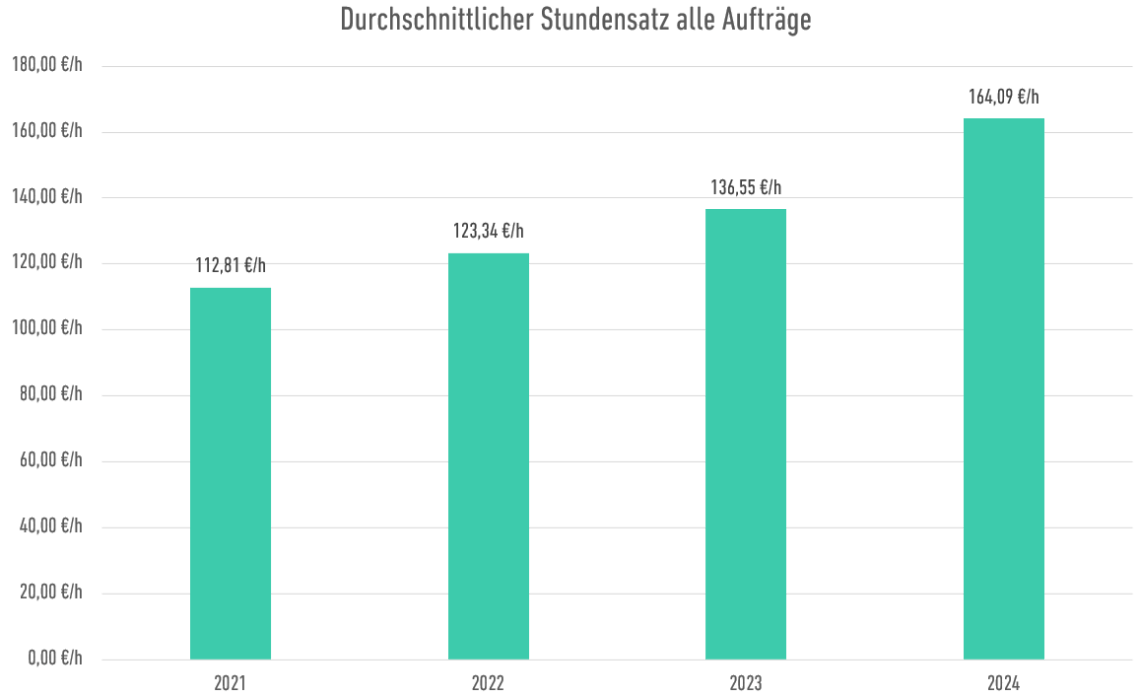 Durchschnittlicher Stundensatz alle Aufträge
180,00 €/h
160,00 €/h
140,00 €/h
120,00 €/h
100,00 €/h
80,00 €/h
60,00 €/h
40,00 €/h
20,00 €/h
0,00 €/h
112,81 €/h
123,34 €/h
136,55 €/h
164,09 €/h
2021 2022 2023 2024